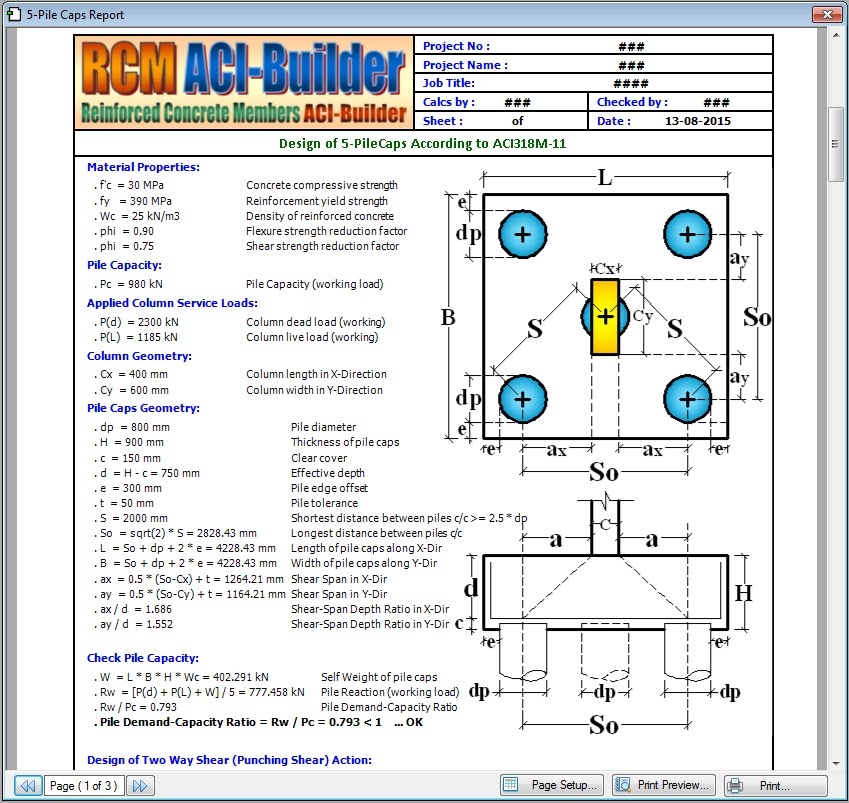 5-Pile Caps Report
RCM ACI-Builder
Reinforced Concrete Members ACI-Builder
Project No : ###
Project Name : ###
Job Title: ####
Calcs by : ### Checked by : ###
Sheet : of Date : 13-08-2015
Design of 5-PileCaps According to ACI318M-11
Material Properties:
. f'c = 30 MPa Concrete compressive strength
. fy = 390 MPa Reinforcement yield strength
. Wc = 25 kN/m3 Density of reinforced concrete
. phi = 0.90 Flexure strength reduction factor
. phi = 0.75 Shear strength reduction factor
Pile Capacity:
. Pc = 980 kN Pile Capacity (working load)
Applied Column Service Loads:
. P(d) = 2300 kN Column dead load (working)
. P(L) = 1185 kN Column live load (working)
Column Geometry:
. Cx = 400 mm Column length in X-Direction
. Cy = 600 mm Column width in Y-Direction
Pile Caps Geometry:
. dp = 800 mm Pile diameter
. H = 900 mm Thickness of pile caps
. c = 150 mm Clear cover
. d = H - c = 750 mm Effective depth
. e = 300 mm Pile edge offset
. t = 50 mm Pile tolerance
. S = 2000 mm Shortest distance between piles c/c >= 2.5 * dp
. So = sqrt(2) * S = 2828.43 mm Longest distance between piles c/c
. L = So + dp + 2 * e = 4228.43 mm Length of pile caps along X-Dir
. B = So + dp + 2 * e = 4228.43 mm Width of pile caps along Y-Dir
. ax = 0.5 * (So-Cx) + t = 1264.21 mm Shear Span in X-Dir
. ay = 0.5 * (So-Cy) + t = 1164.21 mm Shear Span in Y-Dir
. ax / d = 1.686 Shear-Span Depth Ratio in X-Dir
. ay / d = 1.552 Shear-Span Depth Ratio in Y-Dir
Check Pile Capacity:
. W = L * B * H * Wc = 402.291 kN Self Weight of pile caps
. Rw = [P(d) + P(L) + W] / 5 = 777.458 kN Pile Reaction (working load)
. Rw / Pc = 0.793 Pile Demand-Capacity Ratio
. Pile Demand-Capacity Ratio = Rw / Pc = 0.793 < 1 ... OK
Design of Two Way Shear (Punching Shear) Action:
L
e
dp
ay
Cx
B
S
Cy
S
So
ay
dp
e
e ax ax e
So
C
a a
d
H
c
e e
dp dp dp
So
Page ( 1 of 3 )
Page Setup...
Print Preview...
Print...